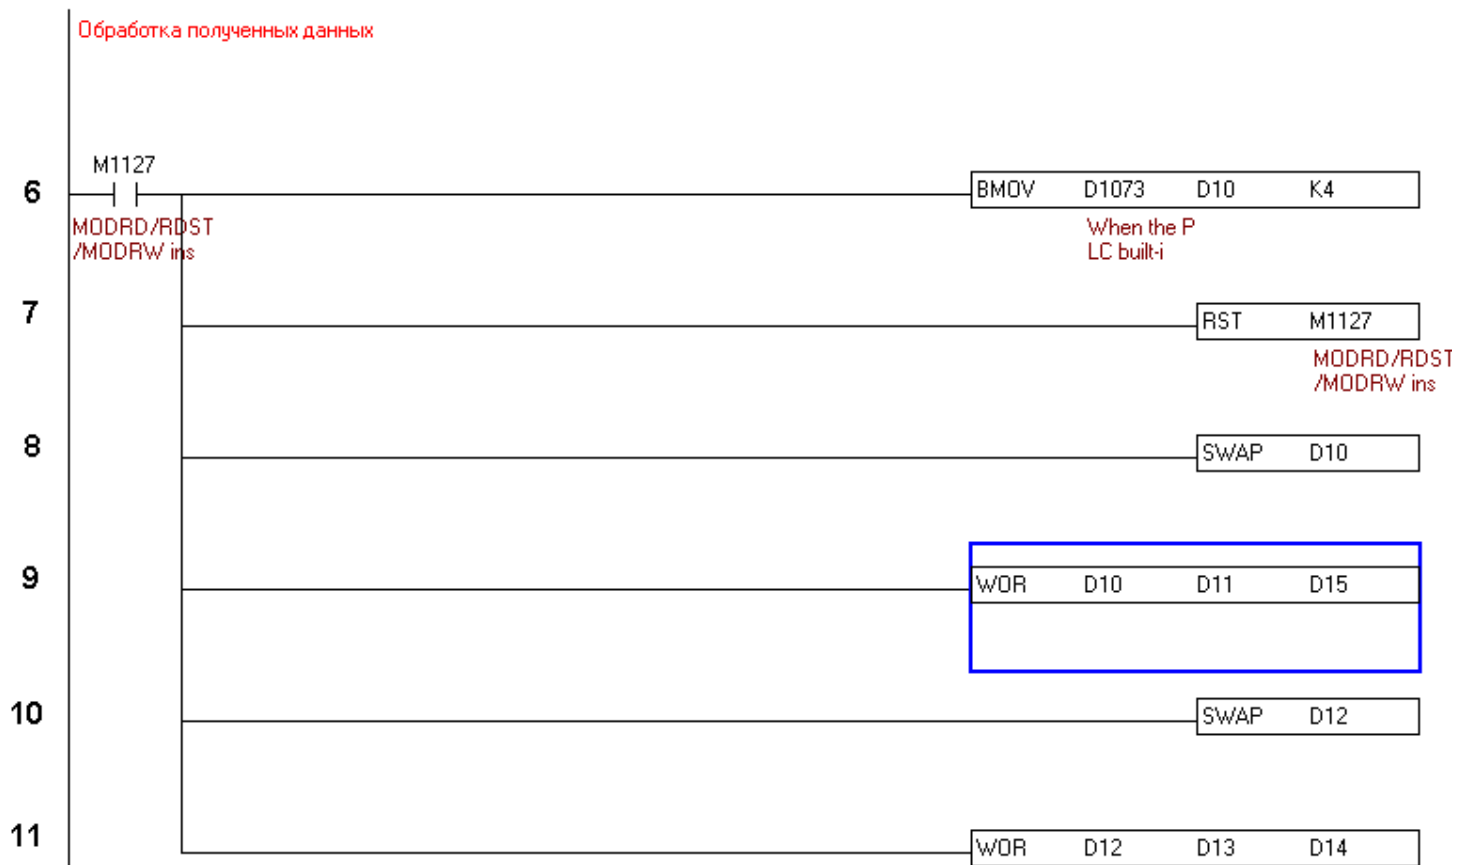 Обработка полученных данных
M1127
6
BMOV D1073 D10 K4
MODRD/RDST
/MODRW ins
When the P
LC built-i
7
RST M1127
MODRD/RDST
/MODRW ins
8
SWAP D10
9
WOR D10 D11 D15
10
SWAP D12
11
WOR D12 D13 D14